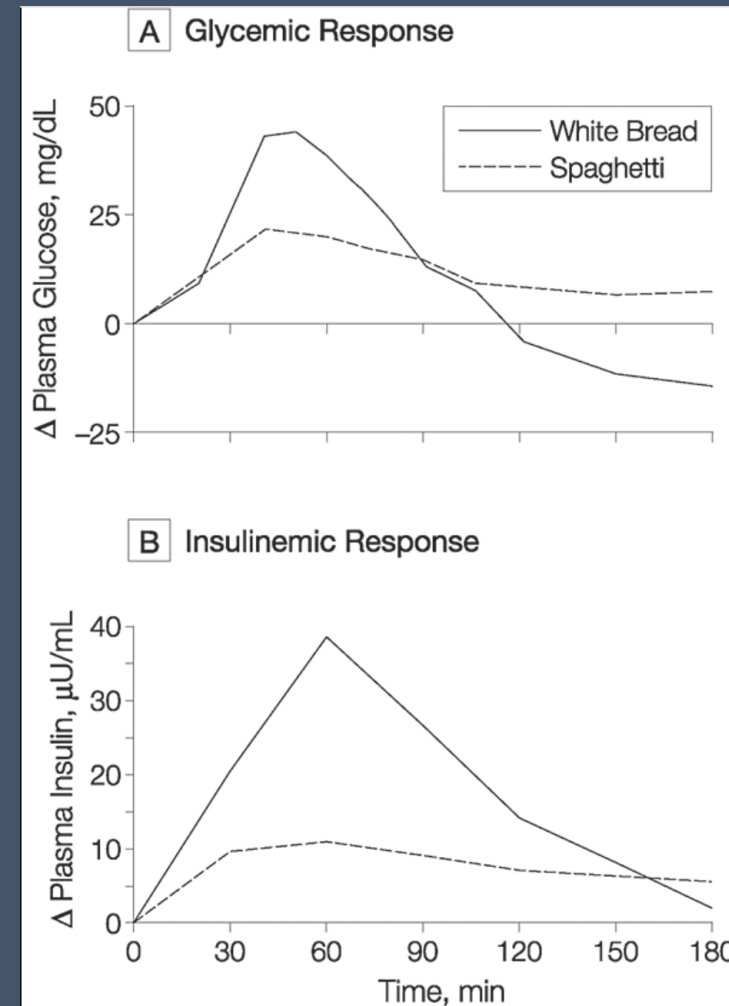 A Glycemic Response
White Bread
Spaghetti
Δ Plasma Glucose, mg/dL
50
25
0
−25
B Insulinemic Response
Δ Plasma Insulin, μU/mL
40
30
20
10
0
0 30 60 90 120 150 180
Time, min